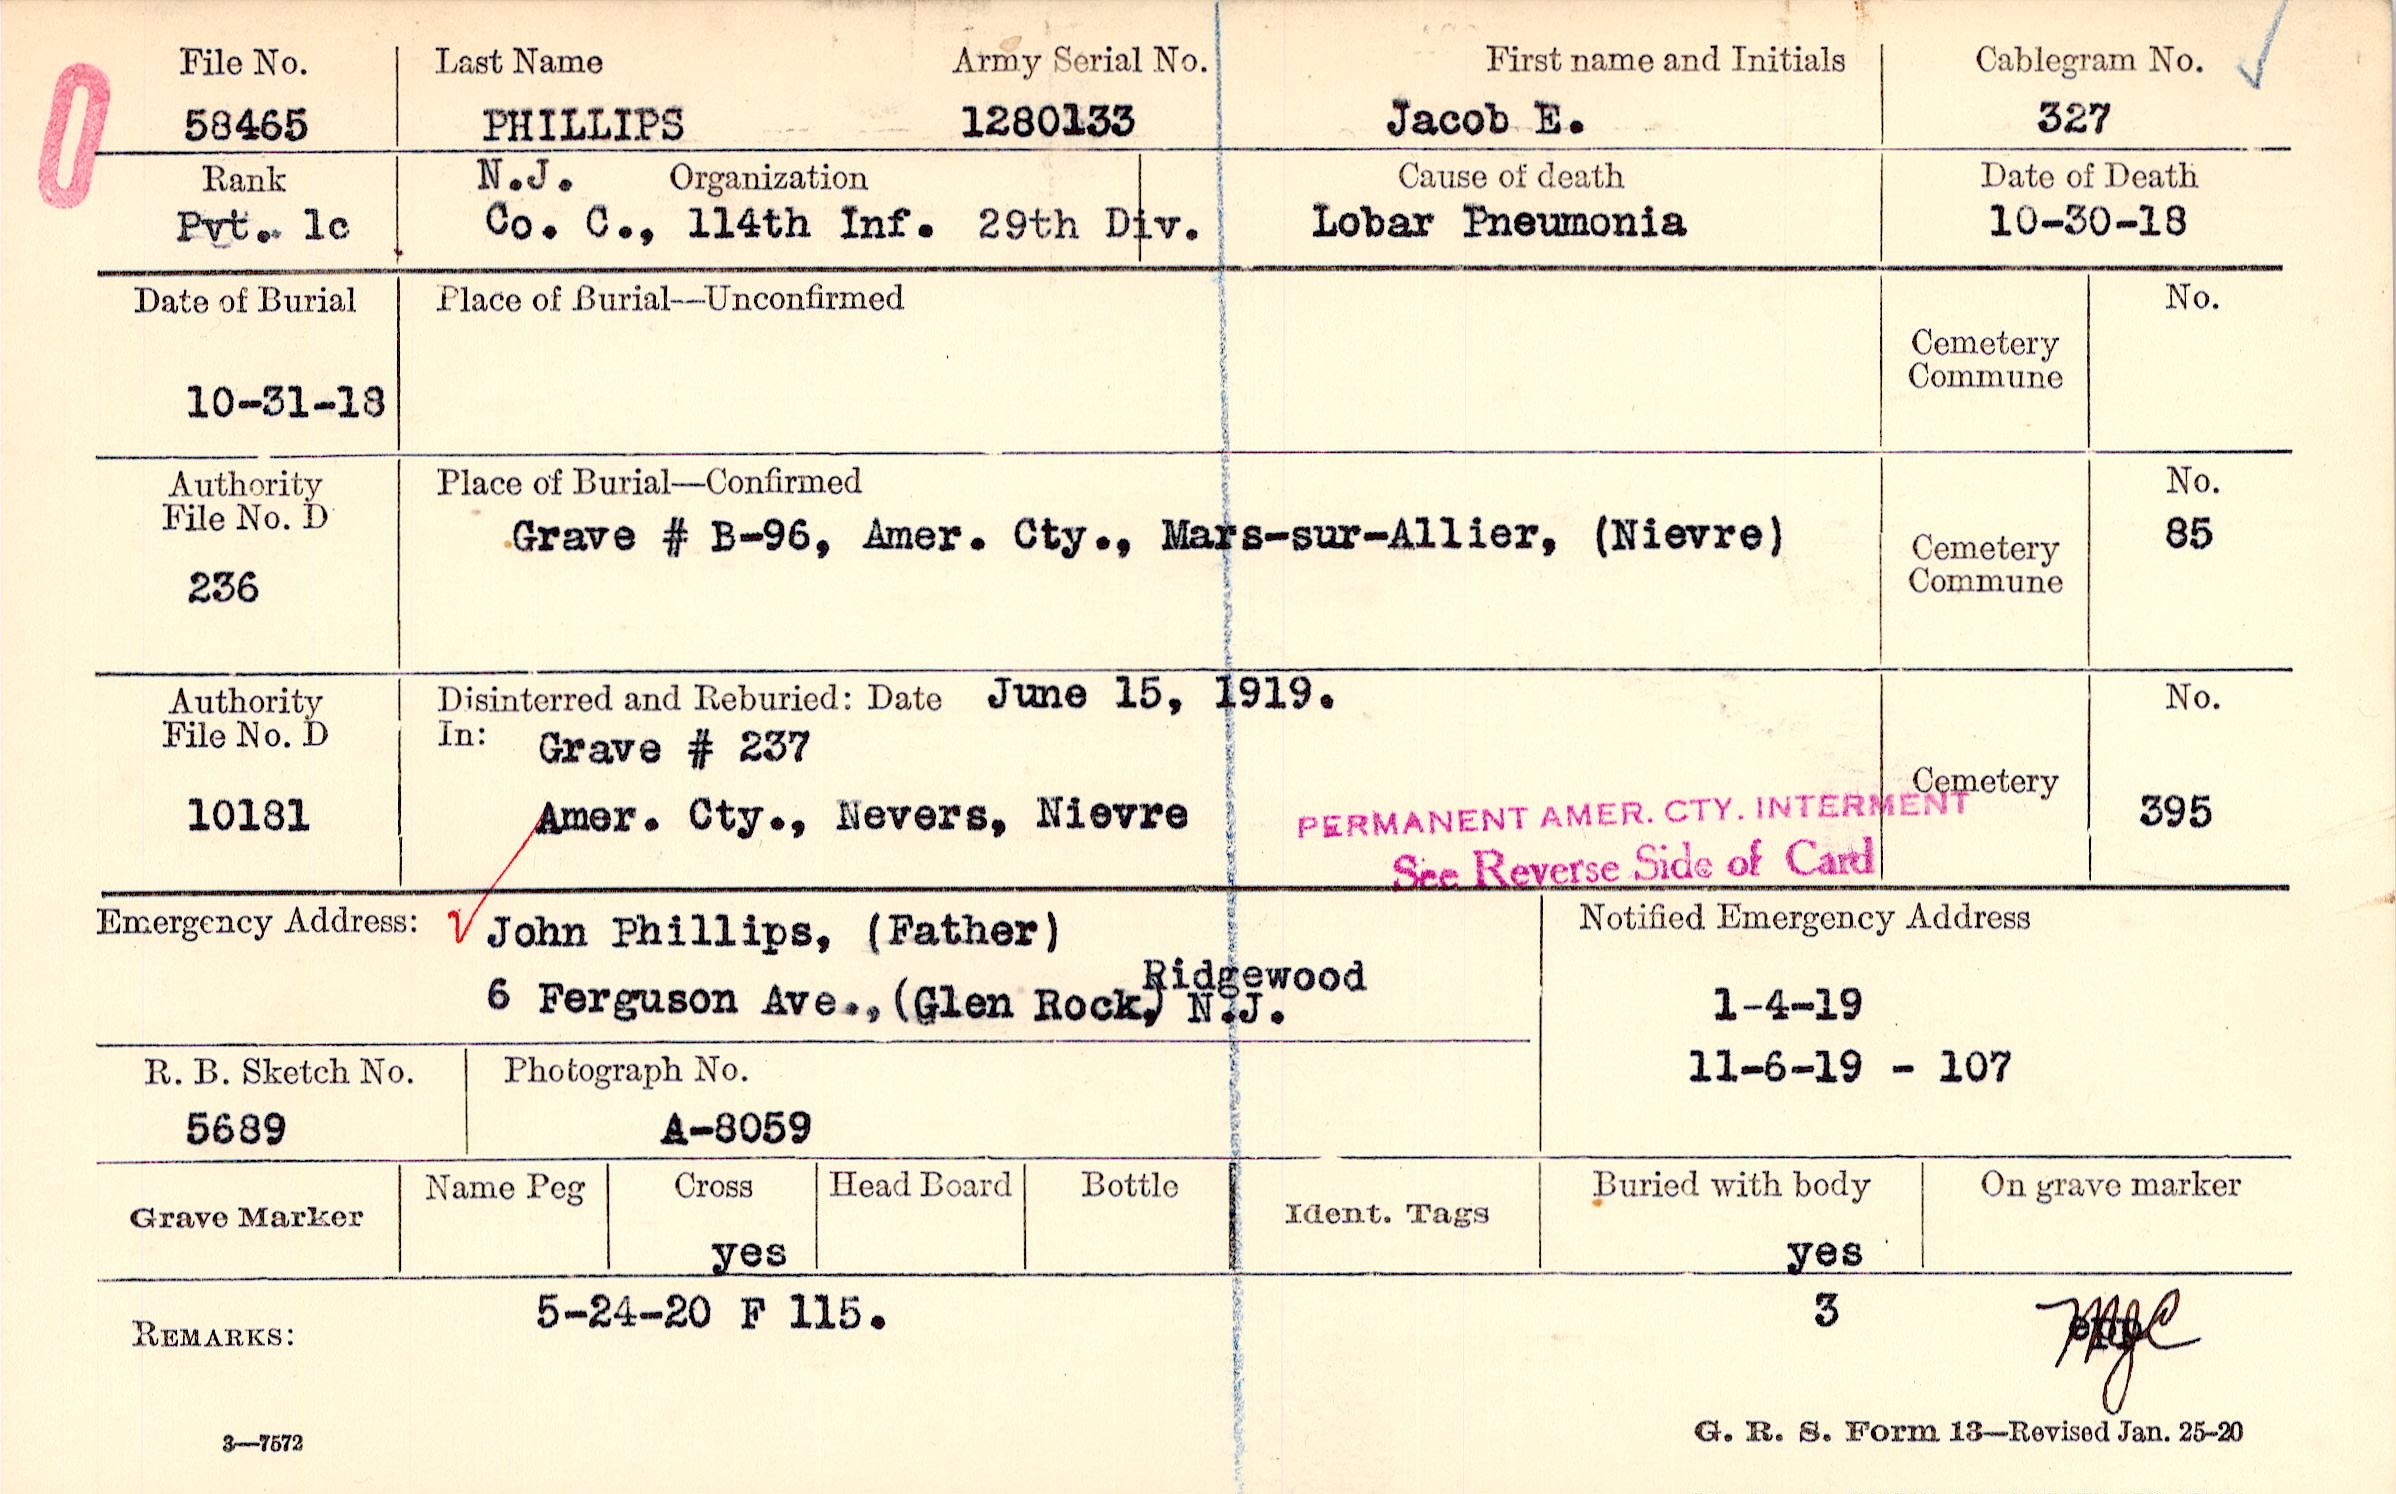 File No. Last Name Army Serial No. First name and Initials Cablegram No.
58465 PHILLIPS 1280133 Jacob E. 327
Rank N.J. Organization Cause of death Date of Death
Pvt. 1c Co. C., 114th Inf. 29th Div. Lobar Pneumonia 10-30-18
Date of Burial Place of Burial—Unconfirmed No.
Cemetery
Commune
10-31-18
Authority Place of Burial—Confirmed No.
File No. D Grave # B-96, Amer. Cty., Mars-sur-Allier, (Nievre) 85
Cemetery
236 Commune
Authority Disinterred and Reburied: Date June 15, 1919. No.
File No. D In: Grave # 237
Cemetery
10181 Amer. Cty., Nevers, Nievre PERMANENT AMER. CTY. INTERMENT 395
See Reverse Side of Card
Emergency Address: John Phillips, (Father) Notified Emergency Address
Ridgewood
6 Ferguson Ave., (Glen Rock,) N.J. 1-4-19
R. B. Sketch No. Photograph No. 11-6-19 - 107
5689 A-8059
Name Peg Cross Head Board Bottle Buried with body On grave marker
Grave Marker Ident. Tags
yes yes
5-24-20 F 115. 3
REMARKS:
3—7572 G. R. S. Form 13—Revised Jan. 25-20